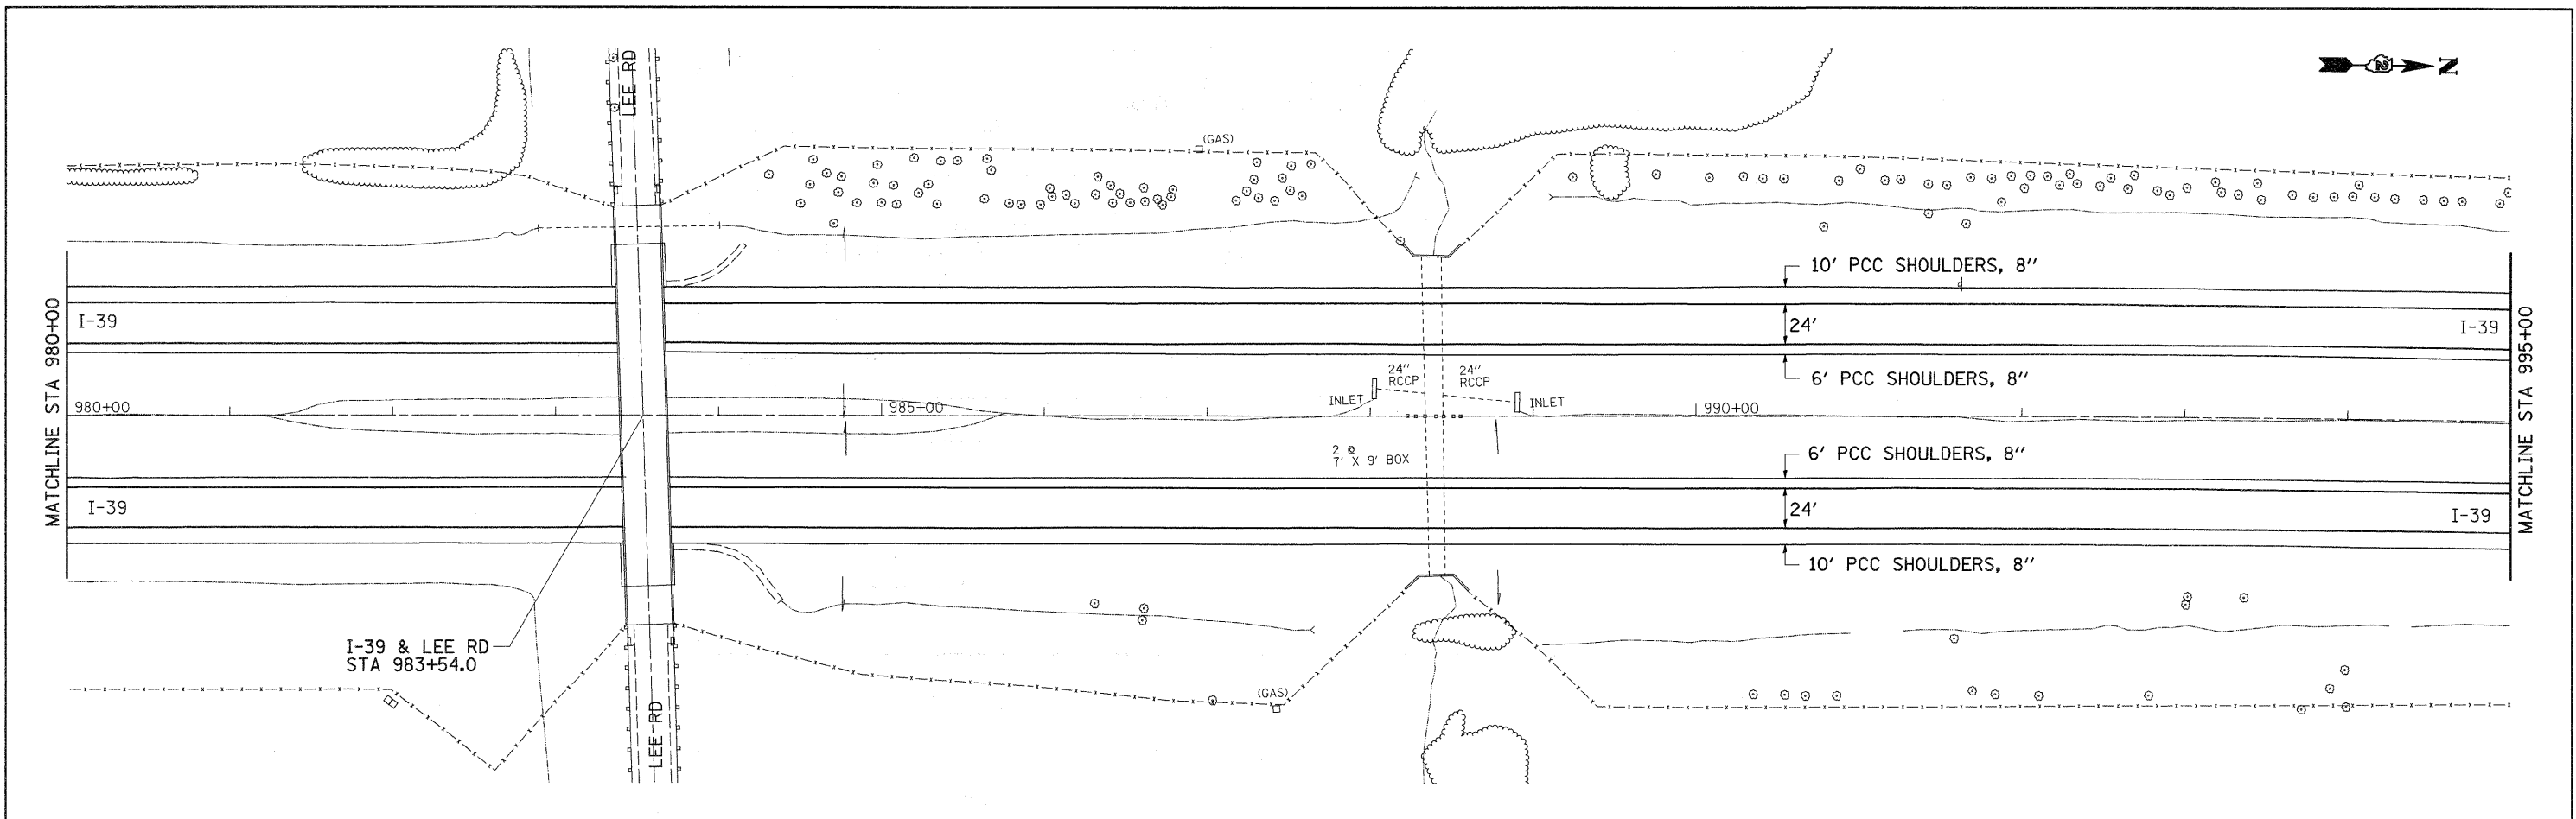 LEE RD
N
(GAS)
10' PCC SHOULDERS, 8"
MATCHLINE STA 980+00
I-39
24'
I-39
MATCHLINE STA 995+00
24"
RCCP
24"
RCCP
6' PCC SHOULDERS, 8"
980+00
985+00
INLET
INLET
990+00
2 @
7' X 9' BOX
6' PCC SHOULDERS, 8"
I-39
24'
I-39
10' PCC SHOULDERS, 8"
I-39 & LEE RD
STA 983+54.0
(GAS)
LEE RD